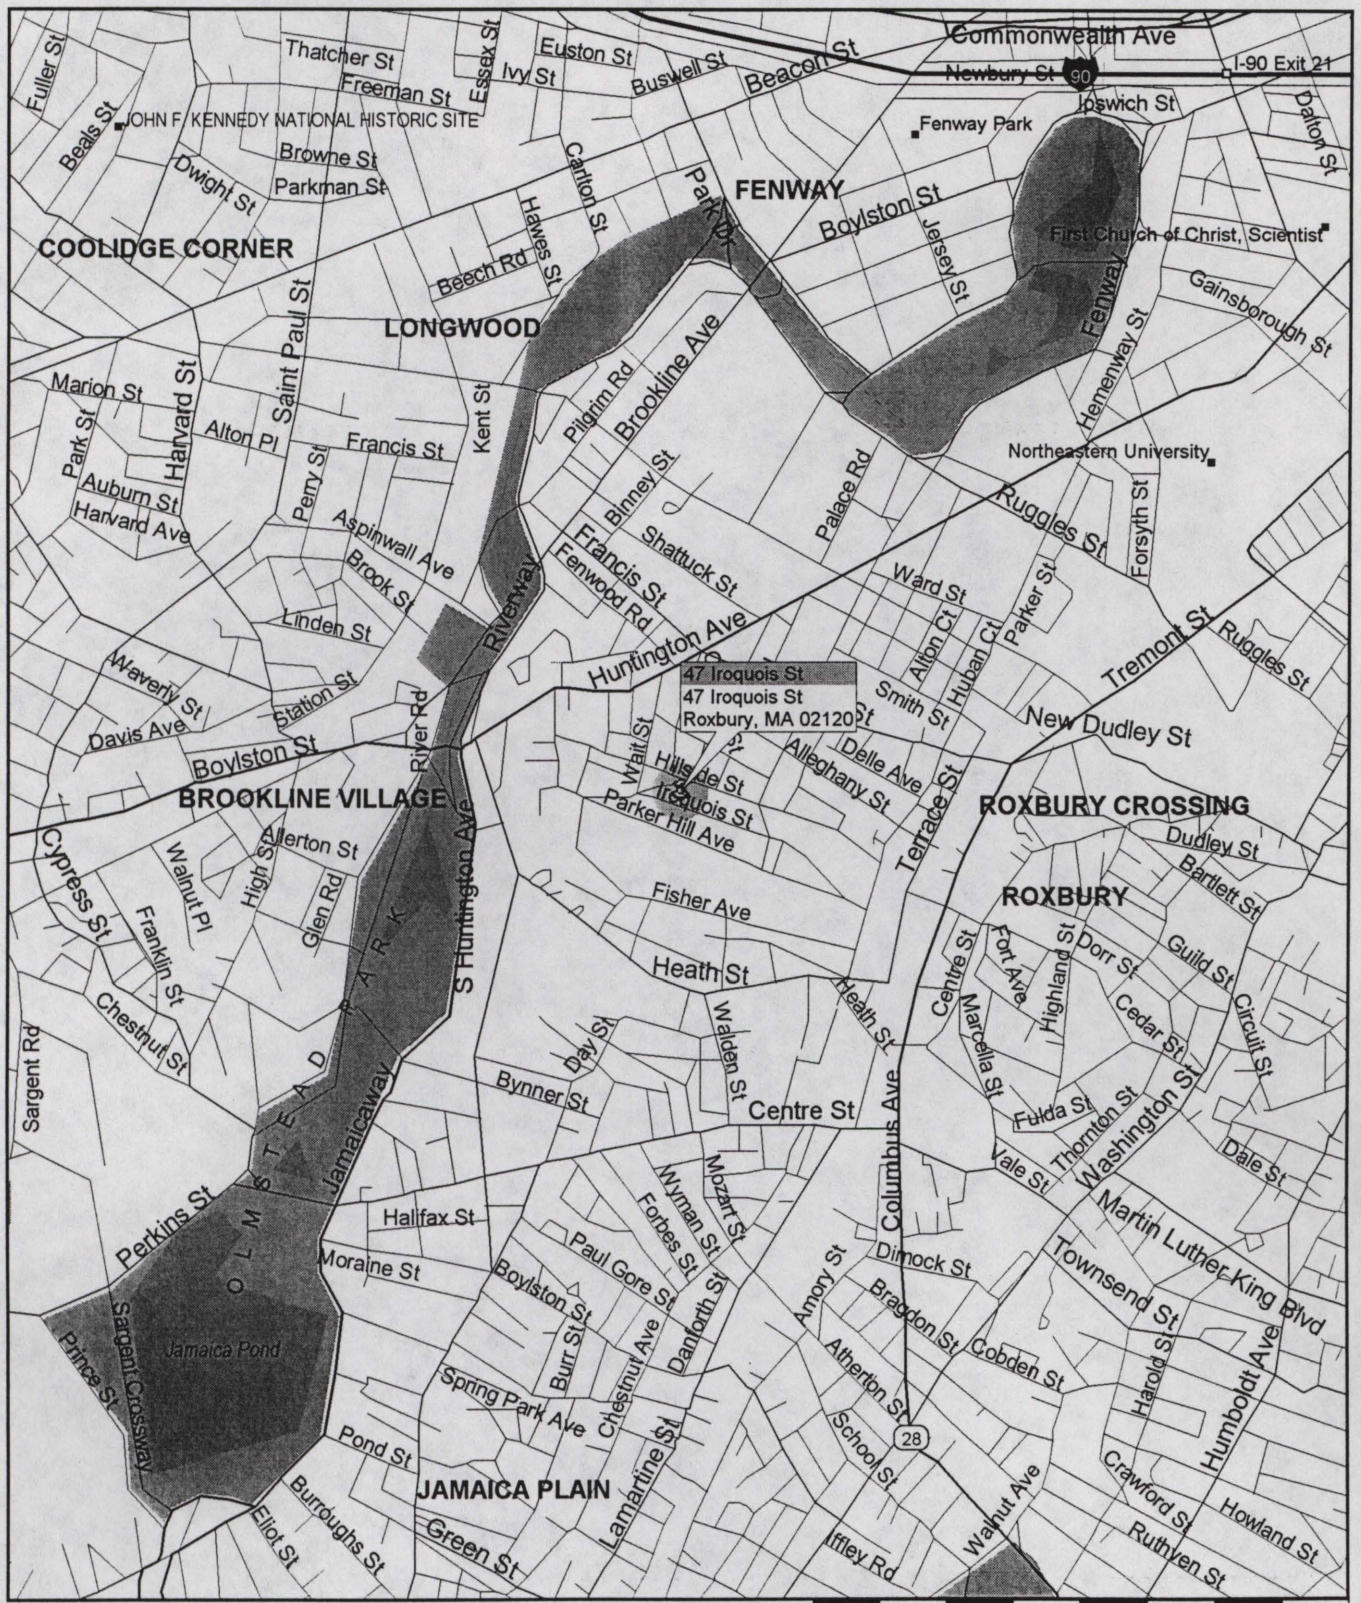 Commonwealth Ave
Fuller St
Thatcher St
Essex St
Euston St
Beacon St
Newbury St
90
I-90 Exit 21
Freeman St
Ivy St
Buswell St
Ipswich St
Dalton St
Beals St
JOHN F. KENNEDY NATIONAL HISTORIC SITE
Fenway Park
Browne St
Dwight St
Parkman St
Carlton St
Park Dr
FENWAY
Boylston St
Jersey St
First Church of Christ, Scientist
COOLIDGE CORNER
Hawes St
Beech Rd
Fenway
Gainsborough St
Saint Paul St
LONGWOOD
Hemenway St
Marion St
Harvard St
Kent St
Pilgrim Rd
Brookline Ave
Park St
Alton Pl
Francis St
Northeastern University
Auburn St
Harvard Ave
Perry St
Binney St
Palace Rd
Ruggles St
Forsyth St
Aspinwall Ave
Brook St
Francis St
Fenwood Rd
Shattuck St
Ward St
Parker St
Linden St
Riverway
Huntington Ave
Alton Ct
Huban Ct
Tremont St
Ruggles St
Waverly St
Davis Ave
Station St
River Rd
47 Iroquois St
47 Iroquois St
Roxbury, MA 02120
St
St
Smith St
New Dudley St
Boylston St
Wait St
Hillside St
Alleghany St
Delle Ave
BROOKLINE VILLAGE
Iroquois St
Parker Hill Ave
Terrace St
ROXBURY CROSSING
Cypress St
Walnut Pl
High St
Allerton St
S Huntington Ave
Dudley St
Bartlett St
Franklin St
Glen Rd
Fisher Ave
ROXBURY
Heath St
Heath St
Centre St
Fort Ave
Highland St
Dorr St
Guild St
Chestnut St
Sargent Rd
Day St
Walden St
Marcella St
Cedar St
Circuit St
Bynner St
Centre St
Columbus Ave
Fulda St
Thornton St
Washington St
Jamaicaway
OLMSTEAD PARK
Vale St
Dale St
Perkins St
Halifax St
Wyman St
Mozart St
Forbes St
Martin Luther King Blvd
Moraine St
Paul Gore St
Boylston St
Amory St
Dimock St
Townsend St
Prince St
Sargent Crossway
Jamaica Pond
Burr St
Chestnut Ave
Danforth St
Bragdon St
Cobden St
Atherton St
Harold St
Humboldt Ave
Spring Park Ave
28
Pond St
School St
JAMAICA PLAIN
Lamartine St
Walnut Ave
Crawford St
Howland St
Eliot St
Burroughs St
Green St
Iffley Rd
Ruthven St